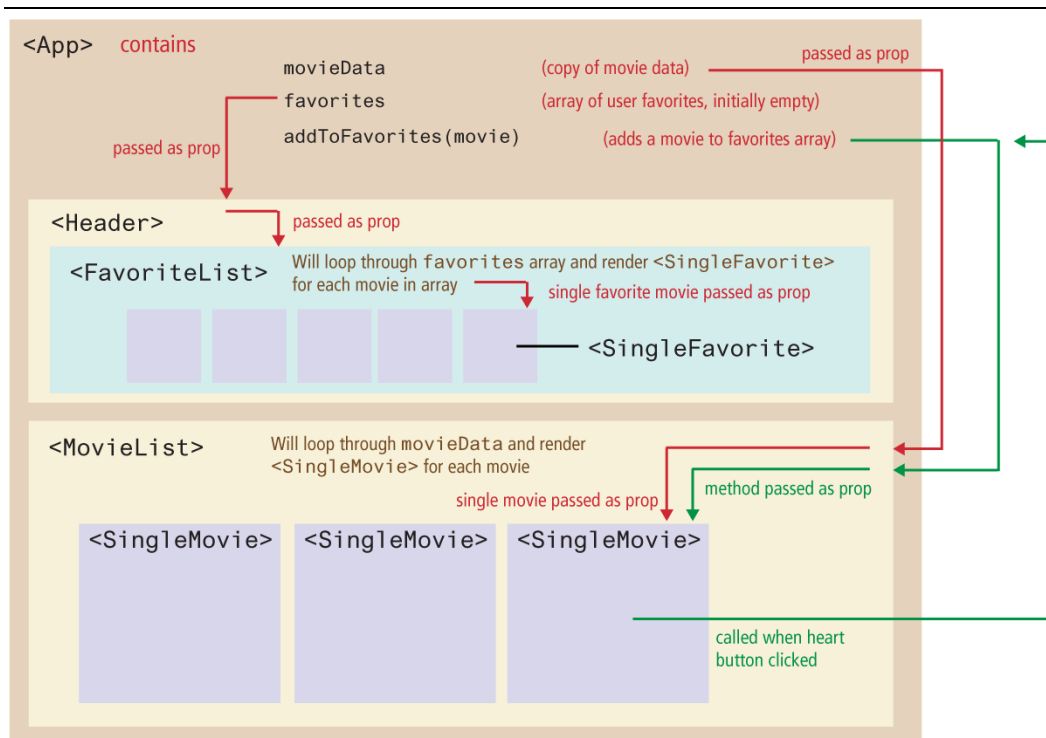 <App> contains
passed as prop
movieData (copy of movie data)
favorites (array of user favorites, initially empty)
addToFavorites(movie) (adds a movie to favorites array)
passed as prop
<Header>
passed as prop
<FavoriteList>
Will loop through favorites array and render <SingleFavorite>
for each movie in array
single favorite movie passed as prop
<SingleFavorite>
<MovieList>
Will loop through movieData and render
<SingleMovie> for each movie
single movie passed as prop
method passed as prop
<SingleMovie> <SingleMovie> <SingleMovie>
called when heart
button clicked